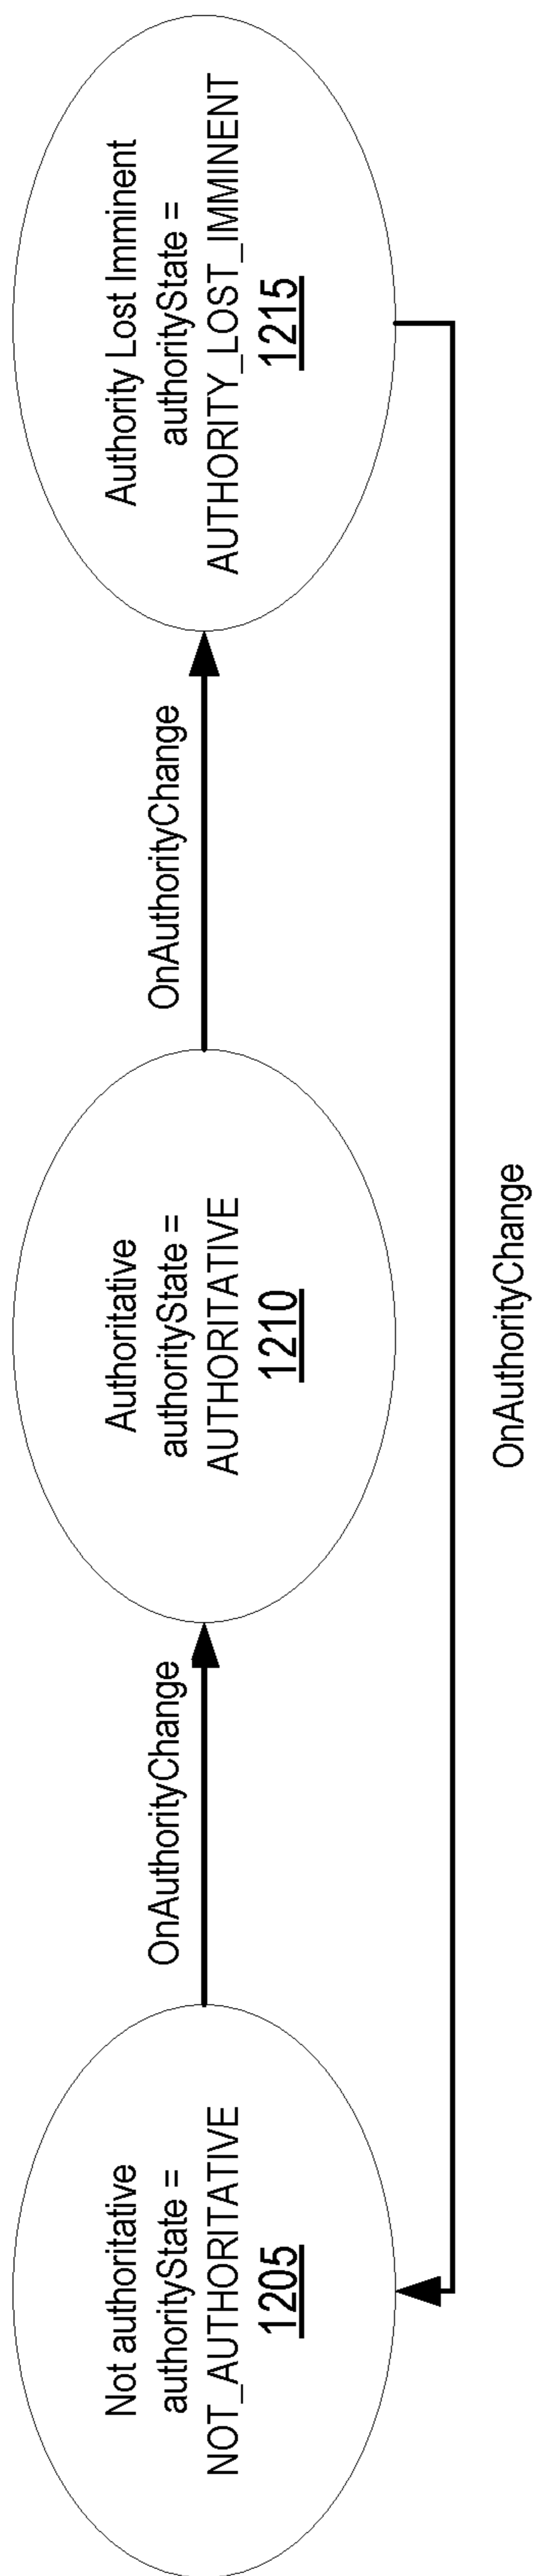 Not authoritative
authorityState =
NOT_AUTHORITATIVE
1205
OnAuthorityChange
Authoritative
authorityState =
AUTHORITATIVE
1210
OnAuthorityChange
Authority Lost Imminent
authorityState =
AUTHORITY_LOST_IMMINENT
1215
OnAuthorityChange